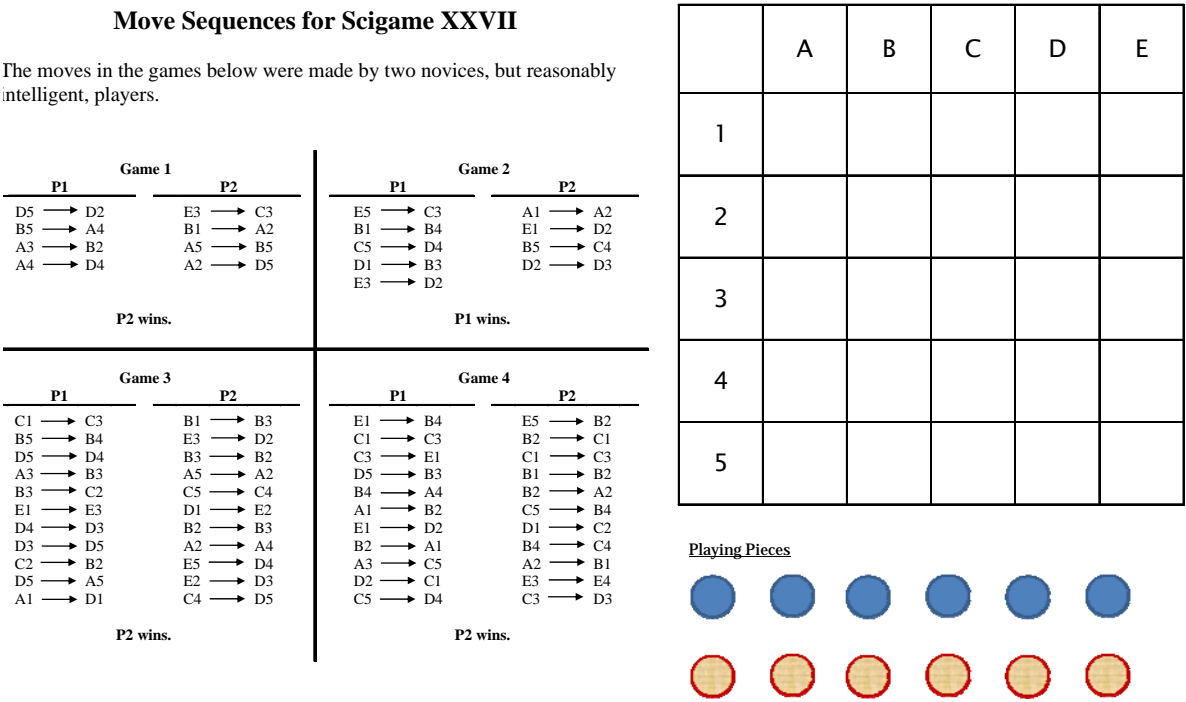 Move Sequences for Scigame XXVII
The moves in the games below were made by two novices, but reasonably
intelligent, players.
Game 1
P1 P2
D5 → D2 E3 → C3
B5 → A4 B1 → A2
A3 → B2 A5 → B5
A4 → D4 A2 → D5
P2 wins.
Game 2
P1 P2
E5 → C3 A1 → A2
B1 → B4 E1 → D2
C5 → D4 B5 → C4
D1 → B3 D2 → D3
E3 → D2
P1 wins.
Game 3
P1 P2
C1 → C3 B1 → B3
B5 → B4 E3 → D2
D5 → D4 B3 → B2
A3 → B3 A5 → A2
B3 → C2 C5 → C4
E1 → E3 D1 → E2
D4 → D3 B2 → B3
D3 → D5 A2 → A4
C2 → B2 E5 → D4
D5 → A5 E2 → D3
A1 → D1 C4 → D5
P2 wins.
Game 4
P1 P2
E1 → B4 E5 → B2
C1 → C3 B2 → C1
C3 → E1 C1 → C3
D5 → B3 B1 → B2
B4 → A4 B2 → A2
A1 → B2 C5 → B4
E1 → D2 D1 → C2
B2 → A1 B4 → C4
A3 → C5 A2 → B1
D2 → C1 E3 → E4
C5 → D4 C3 → D3
P2 wins.
A B C D E
1
2
3
4
5
Playing Pieces